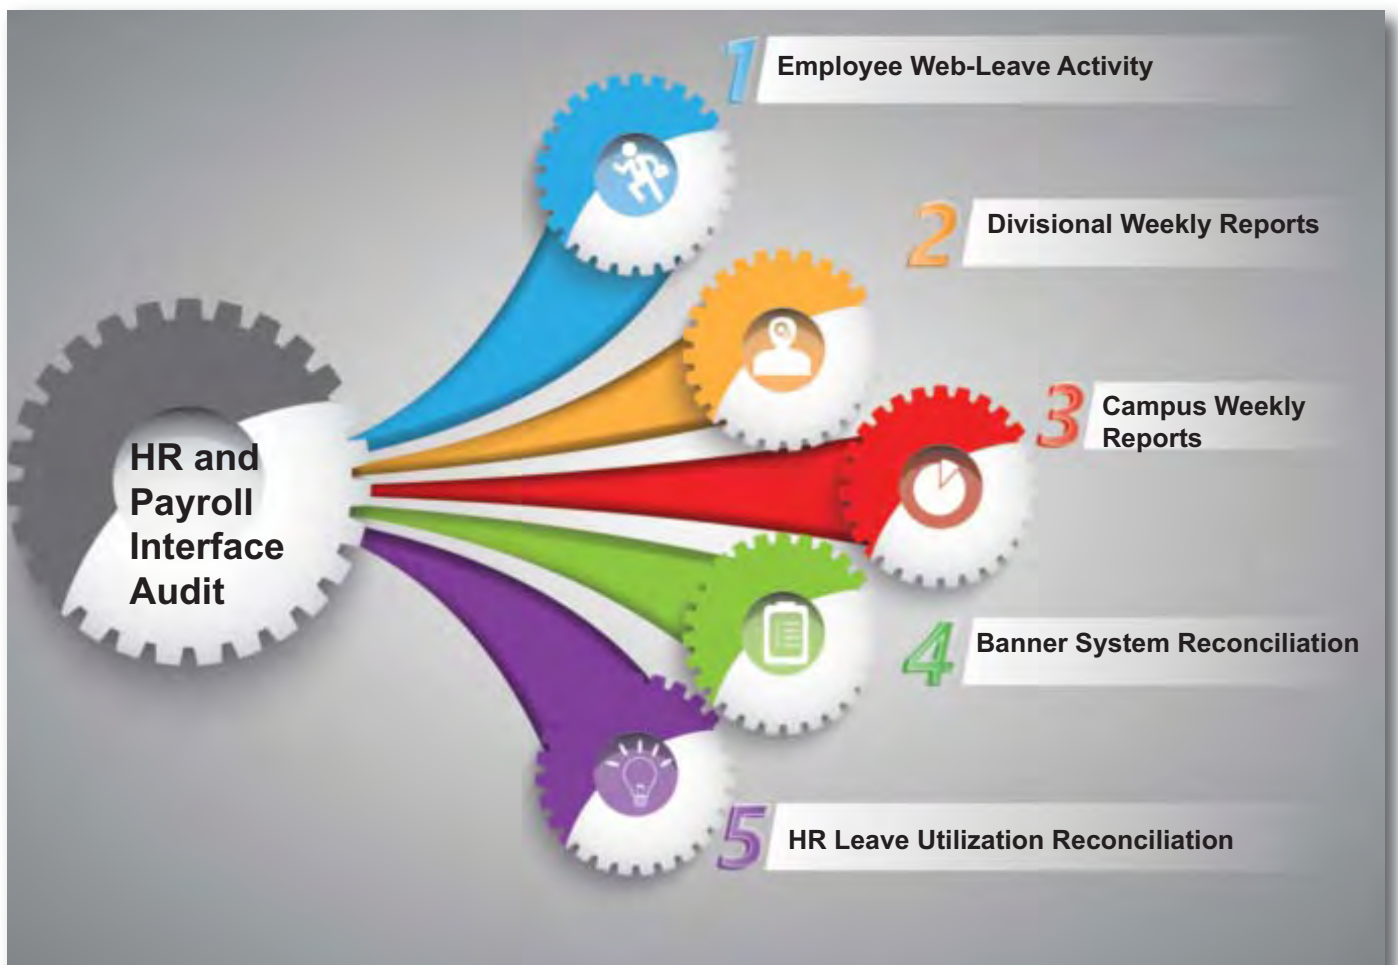 HR and
Payroll
Interface
Audit
1
Employee Web-Leave Activity
2
Divisional Weekly Reports
3
Campus Weekly
Reports
4
Banner System Reconciliation
5
HR Leave Utilization Reconciliation